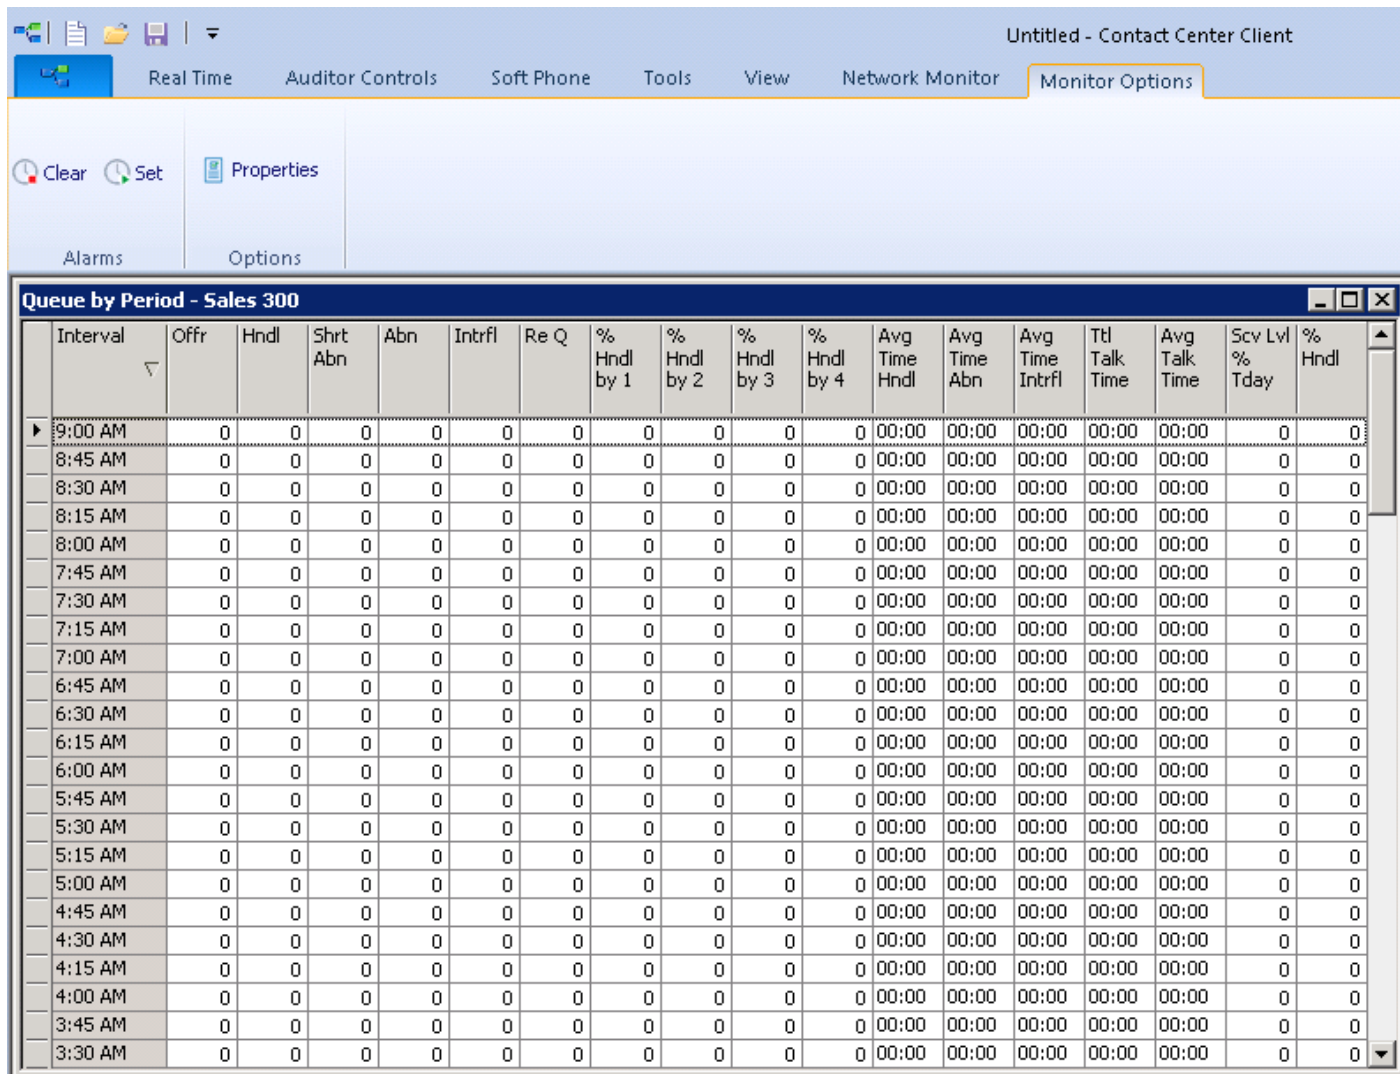 Untitled - Contact Center Client
Real Time Auditor Controls Soft Phone Tools View Network Monitor Monitor Options
Clear Set Properties
Alarms Options
Queue by Period - Sales 300
Interval Offr Hndl Shrt Abn Abn Intrfl Re Q % Hndl by 1 % Hndl by 2 % Hndl by 3 % Hndl by 4 Avg Time Hndl Avg Time Abn Avg Time Intrfl Ttl Talk Time Avg Talk Time Scv Lvl % Tday % Hndl
9:00 AM 0 0 0 0 0 0 0 0 0 0 00:00 00:00 00:00 00:00 00:00 0 0
8:45 AM 0 0 0 0 0 0 0 0 0 0 00:00 00:00 00:00 00:00 00:00 0 0
8:30 AM 0 0 0 0 0 0 0 0 0 0 00:00 00:00 00:00 00:00 00:00 0 0
8:15 AM 0 0 0 0 0 0 0 0 0 0 00:00 00:00 00:00 00:00 00:00 0 0
8:00 AM 0 0 0 0 0 0 0 0 0 0 00:00 00:00 00:00 00:00 00:00 0 0
7:45 AM 0 0 0 0 0 0 0 0 0 0 00:00 00:00 00:00 00:00 00:00 0 0
7:30 AM 0 0 0 0 0 0 0 0 0 0 00:00 00:00 00:00 00:00 00:00 0 0
7:15 AM 0 0 0 0 0 0 0 0 0 0 00:00 00:00 00:00 00:00 00:00 0 0
7:00 AM 0 0 0 0 0 0 0 0 0 0 00:00 00:00 00:00 00:00 00:00 0 0
6:45 AM 0 0 0 0 0 0 0 0 0 0 00:00 00:00 00:00 00:00 00:00 0 0
6:30 AM 0 0 0 0 0 0 0 0 0 0 00:00 00:00 00:00 00:00 00:00 0 0
6:15 AM 0 0 0 0 0 0 0 0 0 0 00:00 00:00 00:00 00:00 00:00 0 0
6:00 AM 0 0 0 0 0 0 0 0 0 0 00:00 00:00 00:00 00:00 00:00 0 0
5:45 AM 0 0 0 0 0 0 0 0 0 0 00:00 00:00 00:00 00:00 00:00 0 0
5:30 AM 0 0 0 0 0 0 0 0 0 0 00:00 00:00 00:00 00:00 00:00 0 0
5:15 AM 0 0 0 0 0 0 0 0 0 0 00:00 00:00 00:00 00:00 00:00 0 0
5:00 AM 0 0 0 0 0 0 0 0 0 0 00:00 00:00 00:00 00:00 00:00 0 0
4:45 AM 0 0 0 0 0 0 0 0 0 0 00:00 00:00 00:00 00:00 00:00 0 0
4:30 AM 0 0 0 0 0 0 0 0 0 0 00:00 00:00 00:00 00:00 00:00 0 0
4:15 AM 0 0 0 0 0 0 0 0 0 0 00:00 00:00 00:00 00:00 00:00 0 0
4:00 AM 0 0 0 0 0 0 0 0 0 0 00:00 00:00 00:00 00:00 00:00 0 0
3:45 AM 0 0 0 0 0 0 0 0 0 0 00:00 00:00 00:00 00:00 00:00 0 0
3:30 AM 0 0 0 0 0 0 0 0 0 0 00:00 00:00 00:00 00:00 00:00 0 0